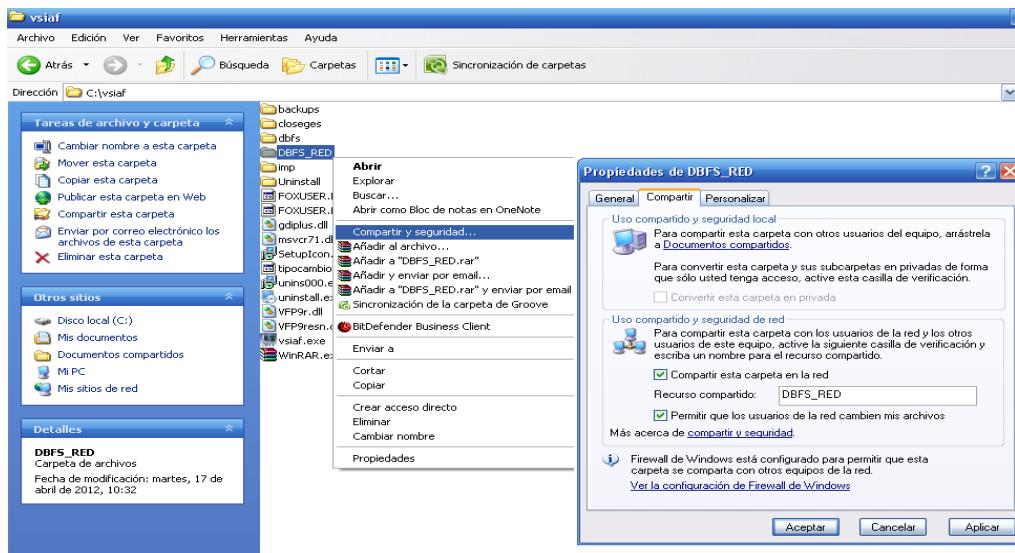 vsiaf
Archivo Edición Ver Favoritos Herramientas Ayuda
Atrás Búsqueda Carpetas Sincronización de carpetas
Dirección C:\vsiaf
Tareas de archivo y carpeta
Cambiar nombre a esta carpeta
Mover esta carpeta
Copiar esta carpeta
Publicar esta carpeta en Web
Compartir esta carpeta
Enviar por correo electrónico los
archivos de esta carpeta
Eliminar esta carpeta
Otros sitios
Disco local (C:)
Mis documentos
Documentos compartidos
Mi PC
Mis sitios de red
Detalles
DBFS_RED
Carpeta de archivos
Fecha de modificación: martes, 17 de
abril de 2012, 10:32
backups
closeges
dbfs
DBFS_RED
imp
Uninstall
FOXUSER.
FOXUSER.
gdiplus.dll
msvcr71.d
SetupIcon.
tipocambio
unins000.e
uninstall.e
VFP9r.dll
VFP9resn.
vsiaf.exe
WinRAR.e
Abrir
Explorar
Buscar...
Abrir como Bloc de notas en OneNote
Compartir y seguridad...
Añadir al archivo...
Añadir a "DBFS_RED.rar"
Añadir y enviar por email...
Añadir a "DBFS_RED.rar" y enviar por email
Sincronización de la carpeta de Groove
BitDefender Business Client
Enviar a
Cortar
Copiar
Crear acceso directo
Eliminar
Cambiar nombre
Propiedades
Propiedades de DBFS_RED
General Compartir Personalizar
Uso compartido y seguridad local
Para compartir esta carpeta con otros usuarios del equipo, arrástrela
a Documentos compartidos.
Para convertir esta carpeta y sus subcarpetas en privadas de forma
que sólo usted tenga acceso, active esta casilla de verificación.
Convertir esta carpeta en privada
Uso compartido y seguridad de red
Para compartir esta carpeta con los usuarios de la red y los otros
usuarios de este equipo, active la siguiente casilla de verificación y
escriba un nombre para el recurso compartido.
Compartir esta carpeta en la red
Recurso compartido: DBFS_RED
Permitir que los usuarios de la red cambien mis archivos
Más acerca de compartir y seguridad.
Firewall de Windows está configurado para permitir que esta
carpeta se comparta con otros equipos de la red.
Ver la configuración de Firewall de Windows
Aceptar Cancelar Aplicar